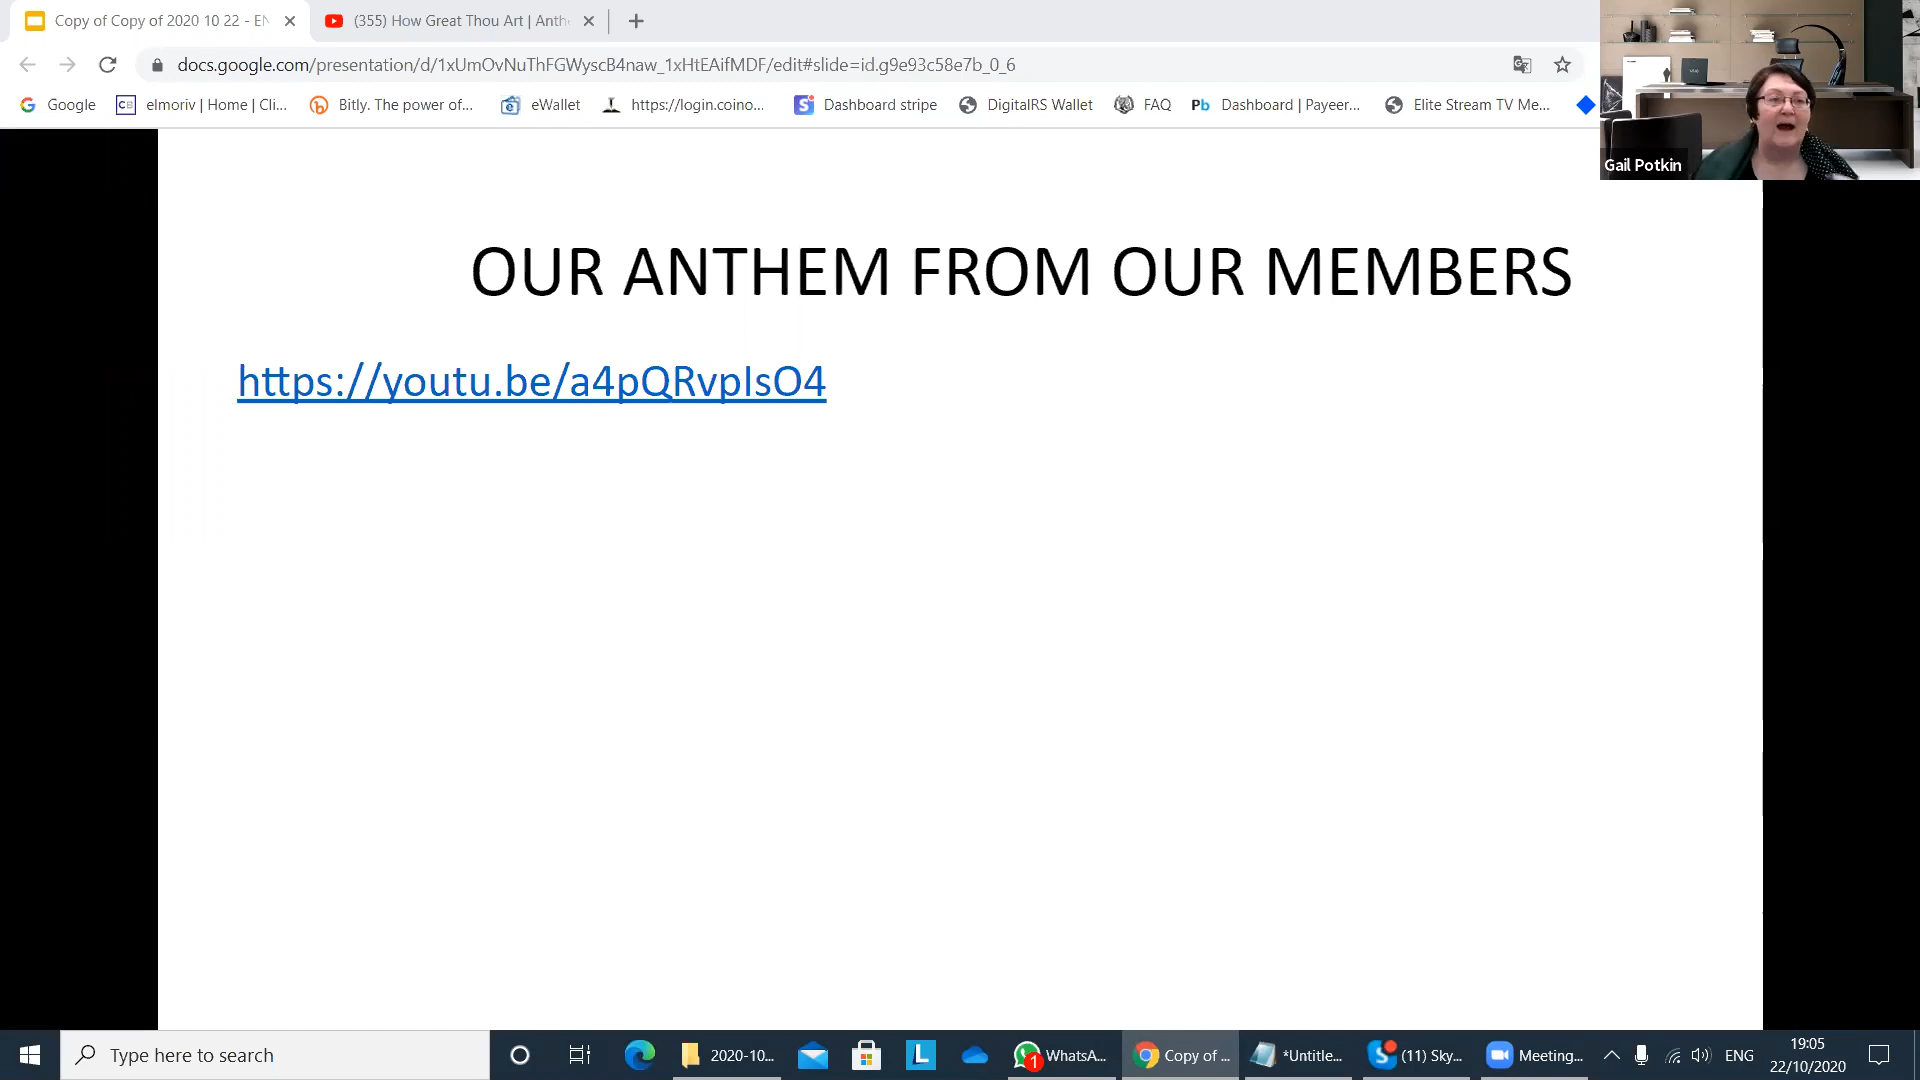 Copy of Copy of 2020 10 22 - EN
(355) How Great Thou Art | Anth
docs.google.com/presentation/d/1xUmOvNuThFGWyscB4naw_1xHtEAifMDF/edit#slide=id.g9e93c58e7b_0_6
Google
elmoriv | Home | Cli...
Bitly. The power of...
eWallet
https://login.coino...
Dashboard stripe
DigitalRS Wallet
FAQ
Pb Dashboard | Payeer...
Elite Stream TV Me...
Gail Potkin
OUR ANTHEM FROM OUR MEMBERS
https://youtu.be/a4pQRvpIsO4
Type here to search
2020-10...
L
1 WhatsA...
Copy of ...
*Untitle...
(11) Sky...
Meeting...
ENG
19:05
22/10/2020